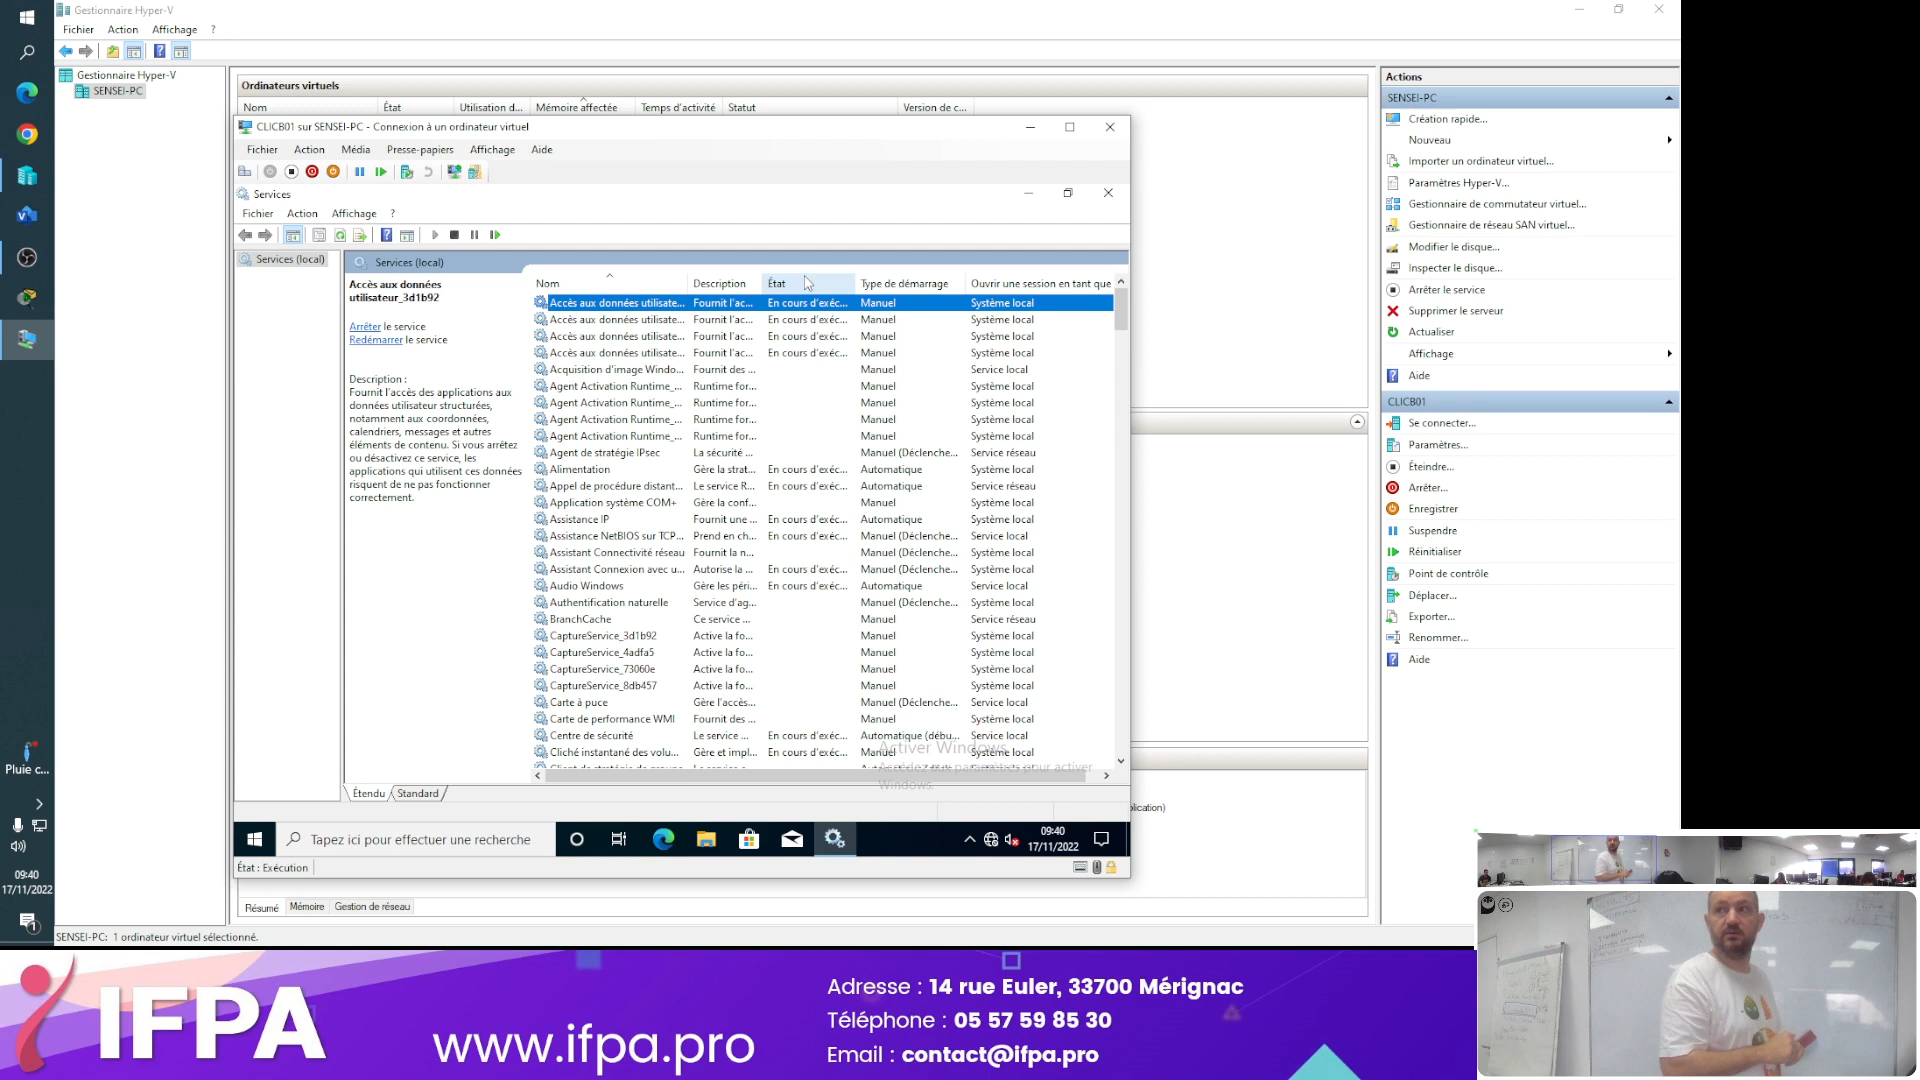 Gestionnaire Hyper-V
Fichier Action Affichage ?
Gestionnaire Hyper-V
SENSEI-PC
Ordinateurs virtuels
Nom État Utilisation d... Mémoire affectée Temps d'activité Statut Version de c...
CLICB01 sur SENSEI-PC - Connexion à un ordinateur virtuel
Fichier Action Média Presse-papiers Affichage Aide
Services
Fichier Action Affichage ?
Services (local)
Services (local)
Accès aux données
utilisateur_3d1b92
Arrêter le service
Redémarrer le service
Description :
Fournit l'accès des applications aux
données utilisateur structurées,
notamment aux coordonnées,
calendriers, messages et autres
éléments de contenu. Si vous arrêtez
ou désactivez ce service, les
applications qui utilisent ces données
risquent de ne pas fonctionner
correctement.
Nom Description État Type de démarrage Ouvrir une session en tant que
Accès aux données utilisate... Fournit l'ac... En cours d'exéc... Manuel Système local
Accès aux données utilisate... Fournit l'ac... En cours d'exéc... Manuel Système local
Accès aux données utilisate... Fournit l'ac... En cours d'exéc... Manuel Système local
Accès aux données utilisate... Fournit l'ac... En cours d'exéc... Manuel Système local
Acquisition d'image Windo... Fournit des ... Manuel Service local
Agent Activation Runtime_... Runtime for... Manuel Système local
Agent Activation Runtime_... Runtime for... Manuel Système local
Agent Activation Runtime_... Runtime for... Manuel Système local
Agent Activation Runtime_... Runtime for... Manuel Système local
Agent de stratégie IPsec La sécurité ... Manuel (Déclenche... Service réseau
Alimentation Gère la strat... En cours d'exéc... Automatique Système local
Appel de procédure distant... Le service R... En cours d'exéc... Automatique Service réseau
Application système COM+ Gère la conf... Manuel Système local
Assistance IP Fournit une ... En cours d'exéc... Automatique Système local
Assistance NetBIOS sur TCP... Prend en ch... En cours d'exéc... Manuel (Déclenche... Service local
Assistant Connectivité réseau Fournit la n... Manuel (Déclenche... Système local
Assistant Connexion avec u... Autorise la ... En cours d'exéc... Manuel (Déclenche... Système local
Audio Windows Gère les péri... En cours d'exéc... Automatique Service local
Authentification naturelle Service d'ag... Manuel (Déclenche... Système local
BranchCache Ce service ... Manuel Service réseau
CaptureService_3d1b92 Active la fo... Manuel Système local
CaptureService_4adfa5 Active la fo... Manuel Système local
CaptureService_73060e Active la fo... Manuel Système local
CaptureService_8db457 Active la fo... Manuel Système local
Carte à puce Gère l'accès... Manuel (Déclenche... Service local
Carte de performance WMI Fournit des ... Manuel Système local
Centre de sécurité Le service ... En cours d'exéc... Automatique (débu... Service local
Cliché instantané des volu... Gère et impl... En cours d'exéc... Manuel Système local
Activer Windows
Accédez aux paramètres pour activer
Windows.
Étendu Standard
Tapez ici pour effectuer une recherche
09:40
17/11/2022
État : Exécution
lication)
Résumé Mémoire Gestion de réseau
SENSEI-PC: 1 ordinateur virtuel sélectionné.
Actions
SENSEI-PC
Création rapide...
Nouveau
Importer un ordinateur virtuel...
Paramètres Hyper-V...
Gestionnaire de commutateur virtuel...
Gestionnaire de réseau SAN virtuel...
Modifier le disque...
Inspecter le disque...
Arrêter le service
Supprimer le serveur
Actualiser
Affichage
Aide
CLICB01
Se connecter...
Paramètres...
Éteindre...
Arrêter...
Enregistrer
Suspendre
Réinitialiser
Point de contrôle
Déplacer...
Exporter...
Renommer...
Aide
Pluie c...
09:40
17/11/2022
1
IFPA
www.ifpa.pro
Adresse : 14 rue Euler, 33700 Mérignac
Téléphone : 05 57 59 85 30
Email : contact@ifpa.pro